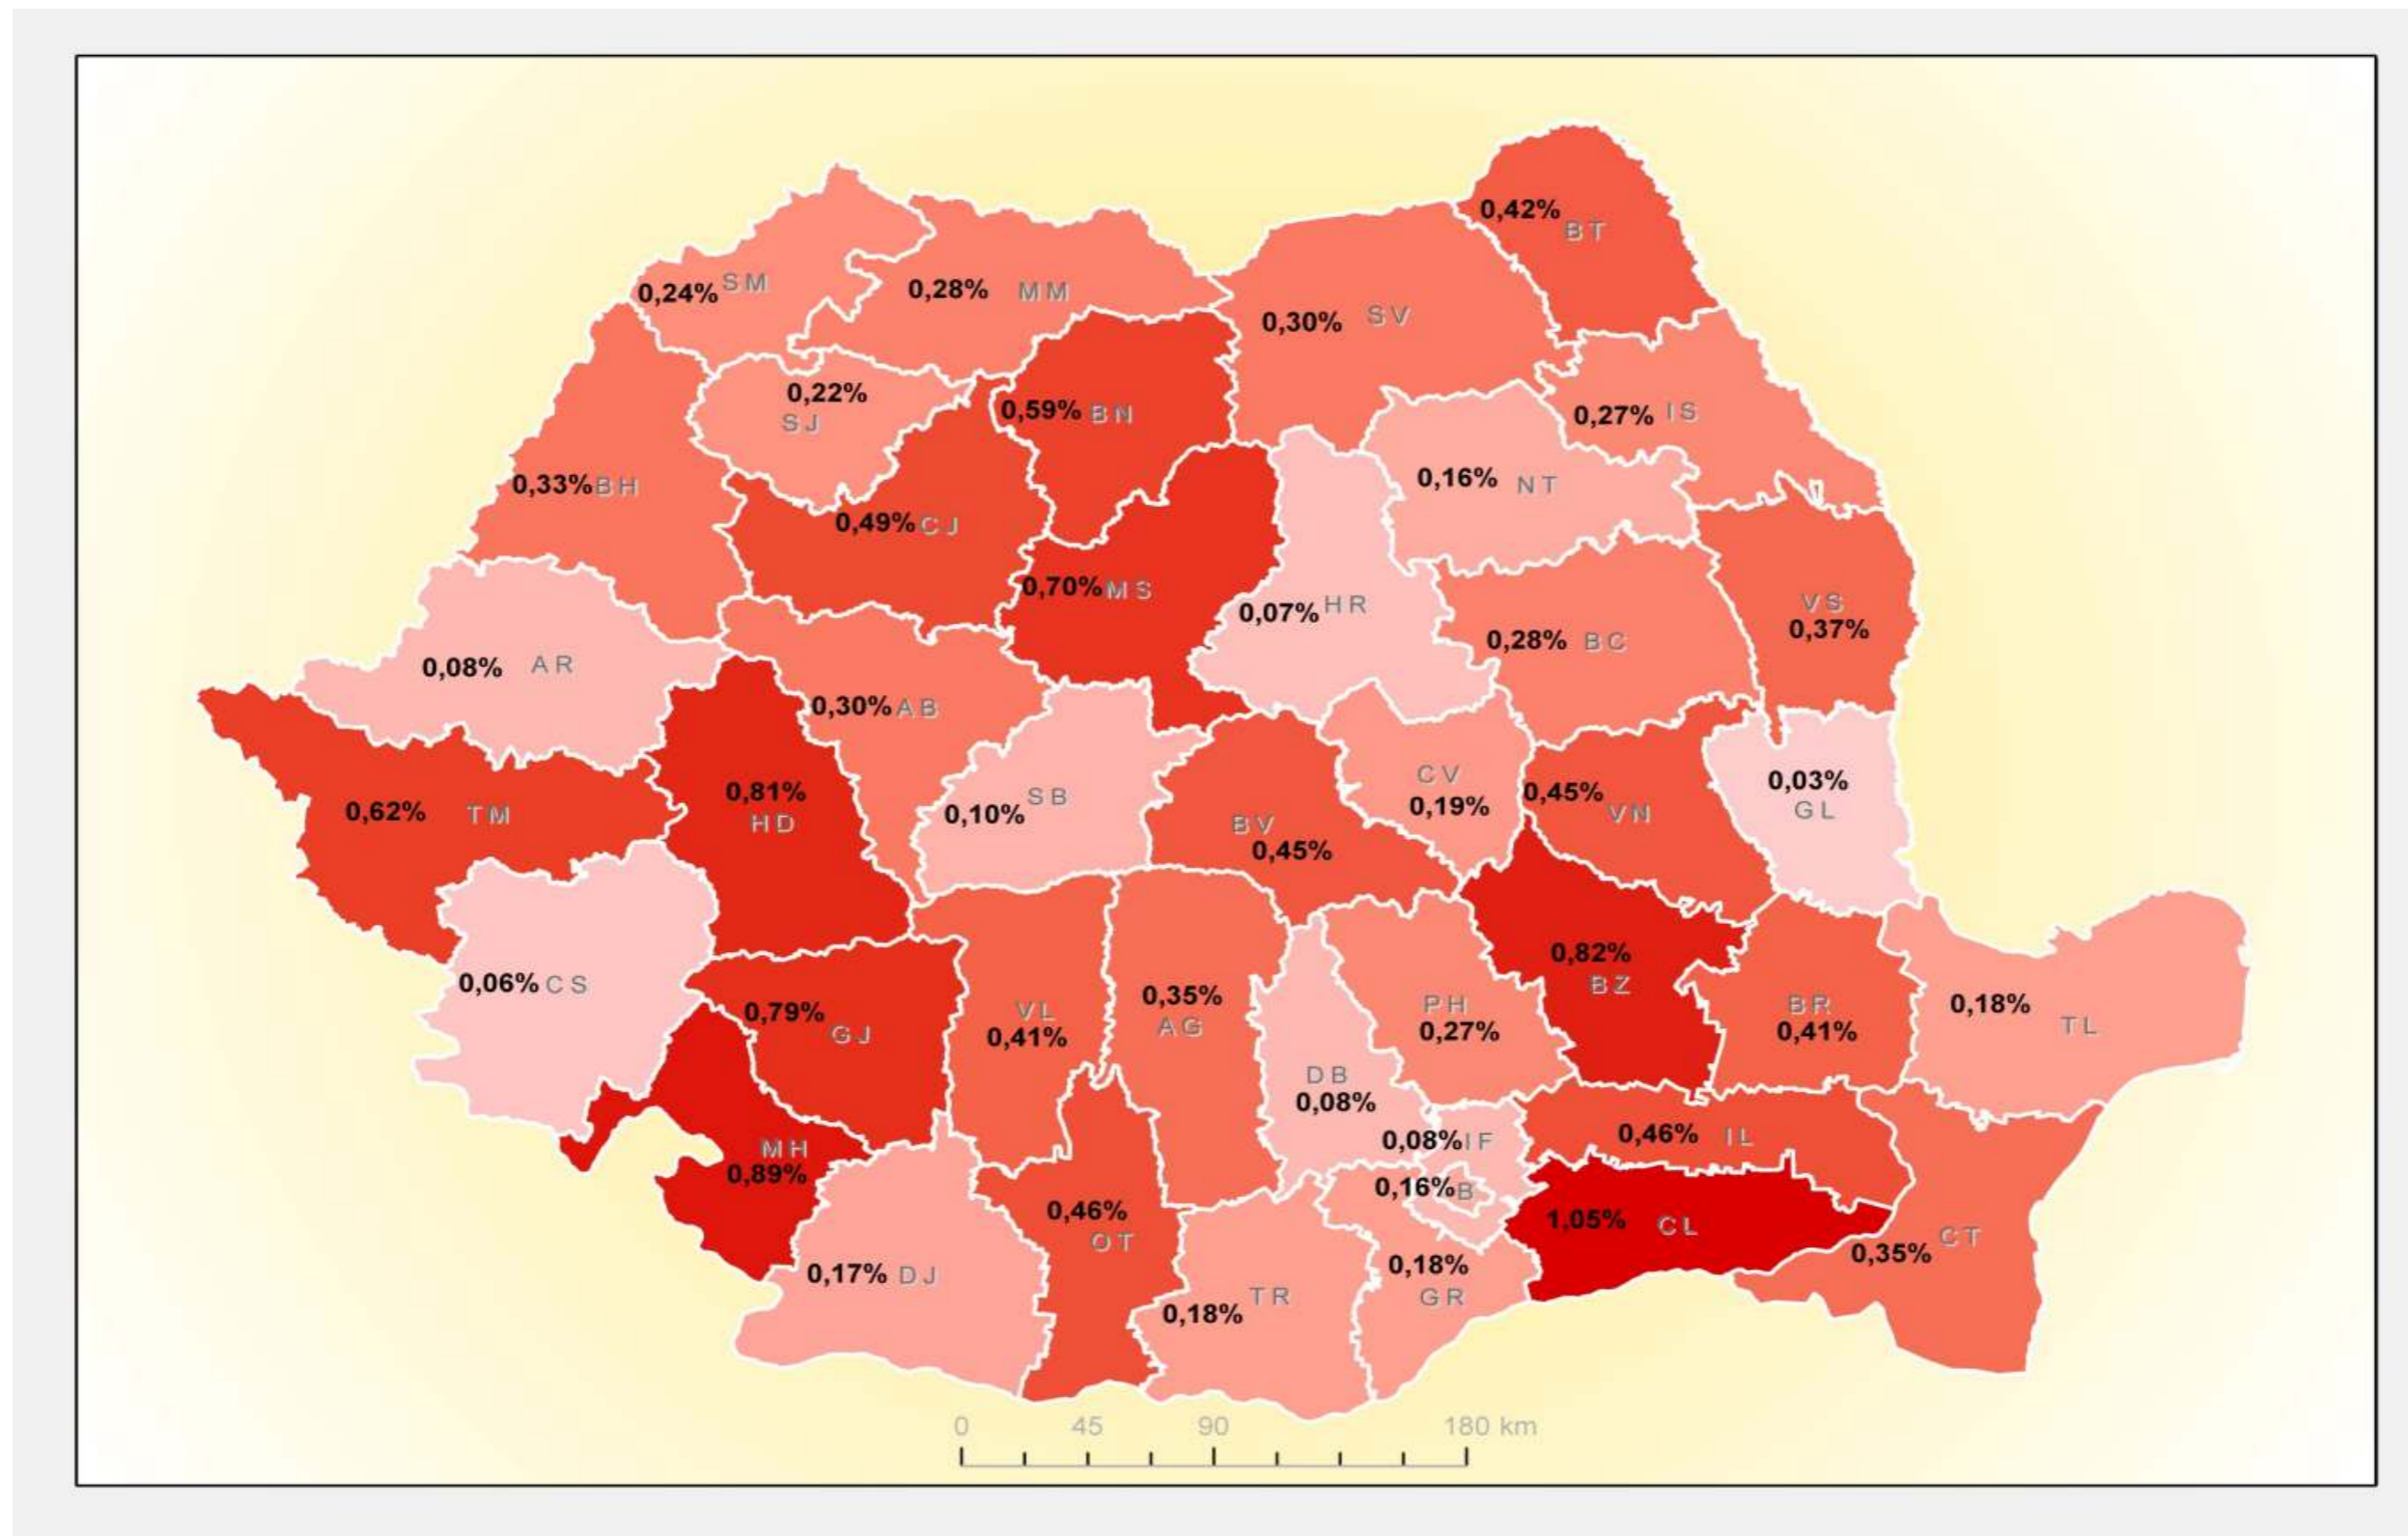 0,42%
BT
0,24% SM
0,28% MM
0,30% SV
0,22%
SJ
0,59% BN
0,27% IS
0,33% BH
0,16% NT
0,49% CJ
0,70% MS
0,07% HR
VS
0,37%
0,28% BC
0,08% AR
0,30% AB
0,62% TM
0,81%
HD
0,10% SB
BV
0,45%
CV
0,19%
0,45% VN
0,03%
GL
0,06% CS
0,79% GJ
VL
0,41%
0,35%
AG
PH
0,27%
0,82%
BZ
BR
0,41%
0,18% TL
DB
0,08%
0,08% IF
0,46% IL
MH
0,89%
0,16% B
0,46%
OT
1,05% CL
0,35% CT
0,17% DJ
0,18% TR
0,18%
GR
0 45 90 180 km